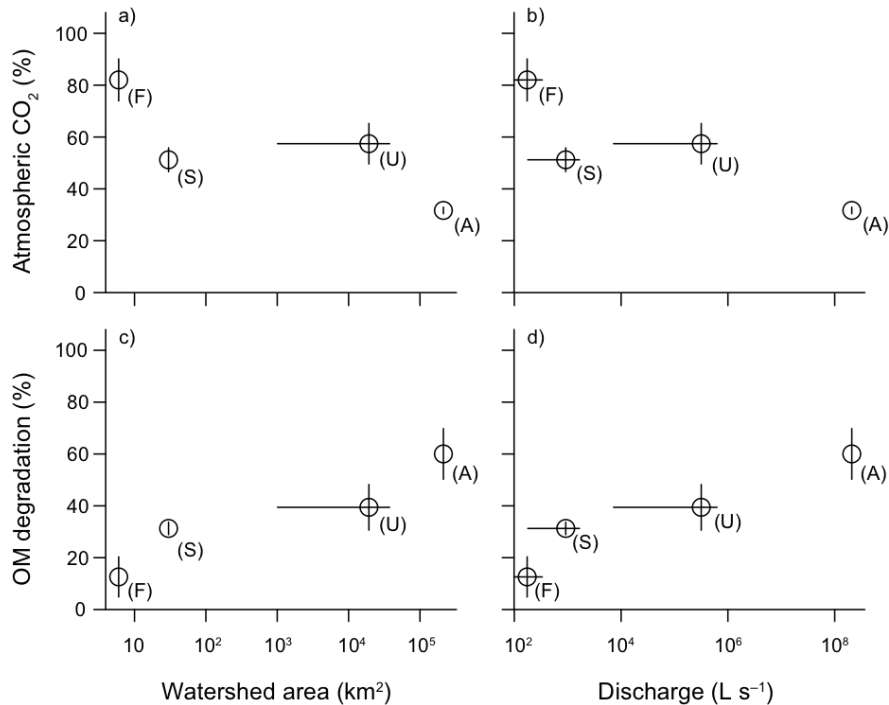 a)
b)
Atmospheric CO₂ (%)
100
80
60
40
20
0
(F)
(S)
(U)
(A)
(F)
(S)
(U)
(A)
c)
d)
OM degradation (%)
100
80
60
40
20
0
(F)
(S)
(U)
(A)
(F)
(S)
(U)
(A)
10 10² 10³ 10⁴ 10⁵
10² 10⁴ 10⁶ 10⁸
Watershed area (km²)
Discharge (L s⁻¹)